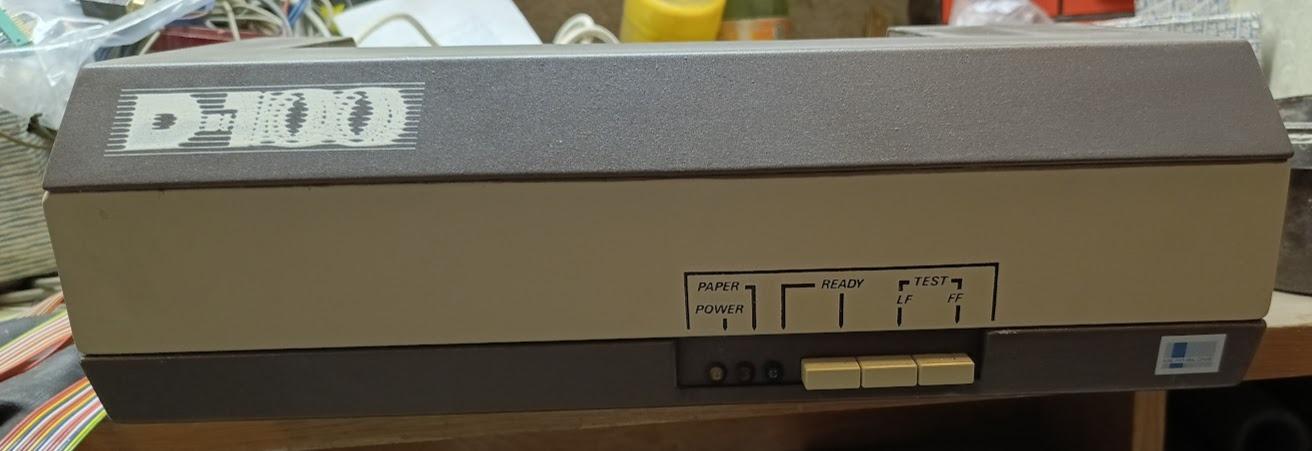 D-100
PAPER
READY
TEST
POWER
LF
FF